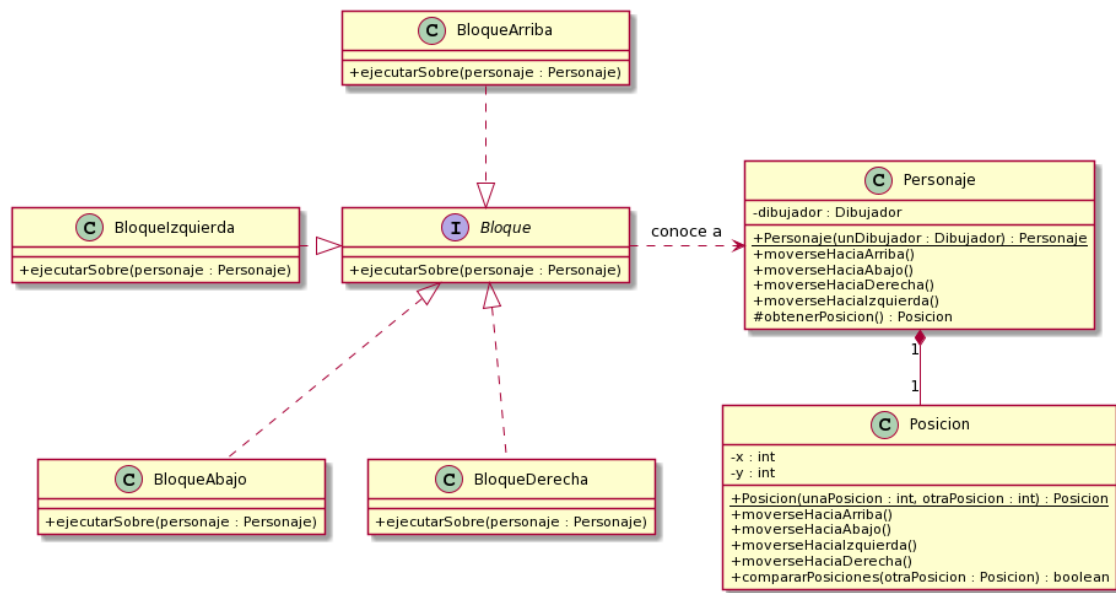 C BloqueArriba
+ejecutarSobre(personaje : Personaje)
C BloqueIzquierda
+ejecutarSobre(personaje : Personaje)
I Bloque
+ejecutarSobre(personaje : Personaje)
conoce a
C Personaje
-dibujador : Dibujador
+Personaje(unDibujador : Dibujador) : Personaje
+moverseHaciaArriba()
+moverseHaciaAbajo()
+moverseHaciaDerecha()
+moverseHaciaIzquierda()
#obtenerPosicion() : Posicion
1
1
C BloqueAbajo
+ejecutarSobre(personaje : Personaje)
C BloqueDerecha
+ejecutarSobre(personaje : Personaje)
C Posicion
-x : int
-y : int
+Posicion(unaPosicion : int, otraPosicion : int) : Posicion
+moverseHaciaArriba()
+moverseHaciaAbajo()
+moverseHaciaIzquierda()
+moverseHaciaDerecha()
+compararPosiciones(otraPosicion : Posicion) : boolean